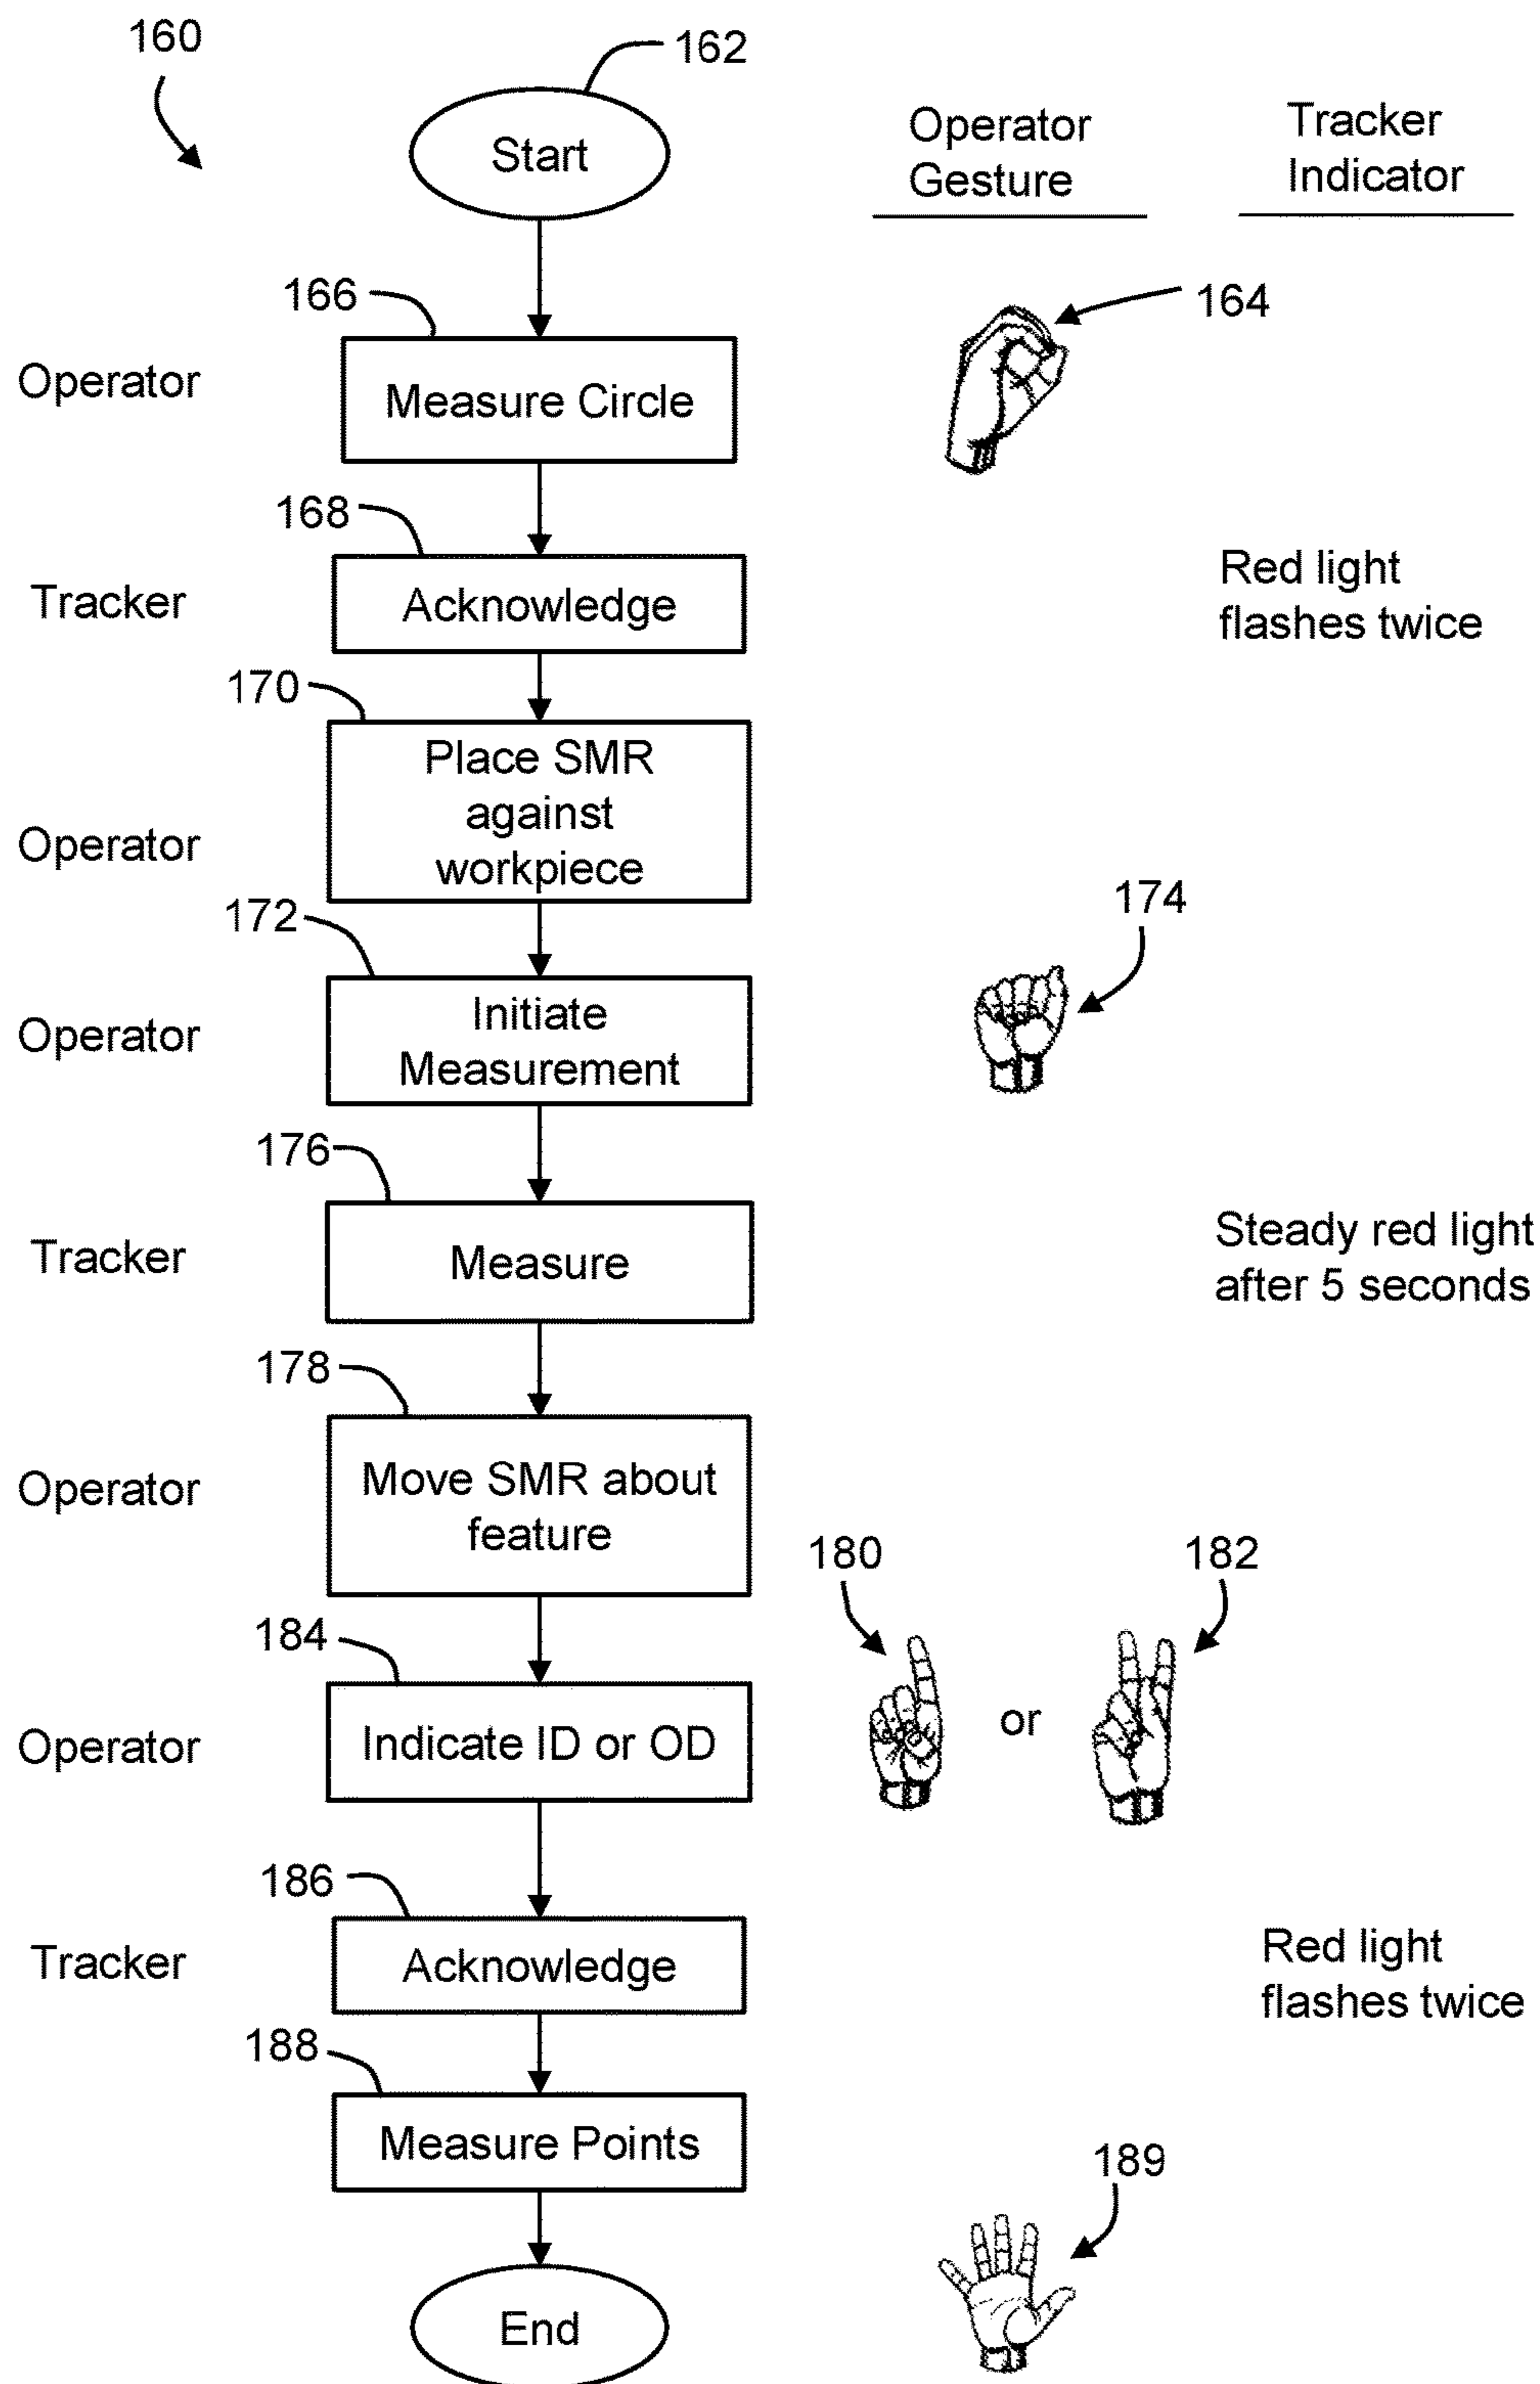 160
162
Start
Operator
Gesture
Tracker
Indicator
166
164
Operator
Measure Circle
168
Tracker
Acknowledge
Red light
flashes twice
170
Operator
Place SMR
against
workpiece
172
174
Operator
Initiate
Measurement
176
Tracker
Measure
Steady red light
after 5 seconds
178
Operator
Move SMR about
feature
180
182
184
Operator
Indicate ID or OD
or
186
Tracker
Acknowledge
Red light
flashes twice
188
Measure Points
189
End